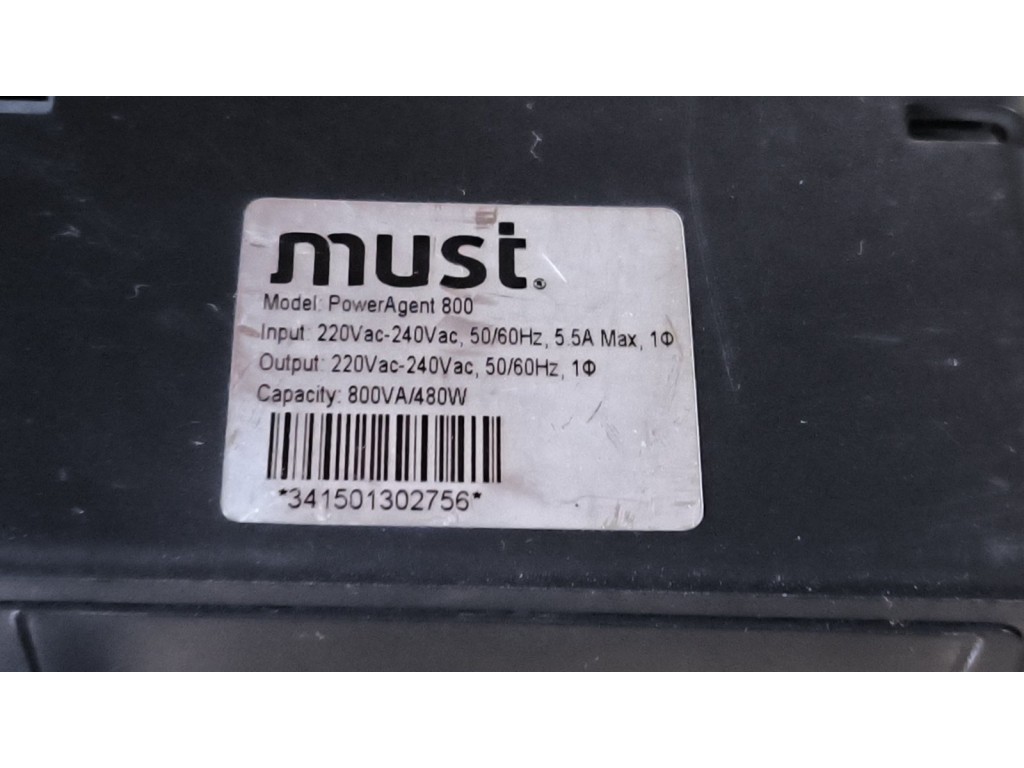 must®
Model: PowerAgent 800
Input: 220Vac-240Vac, 50/60Hz, 5.5A Max, 1Φ
Output: 220Vac-240Vac, 50/60Hz, 1Φ
Capacity: 800VA/480W
*341501302756*